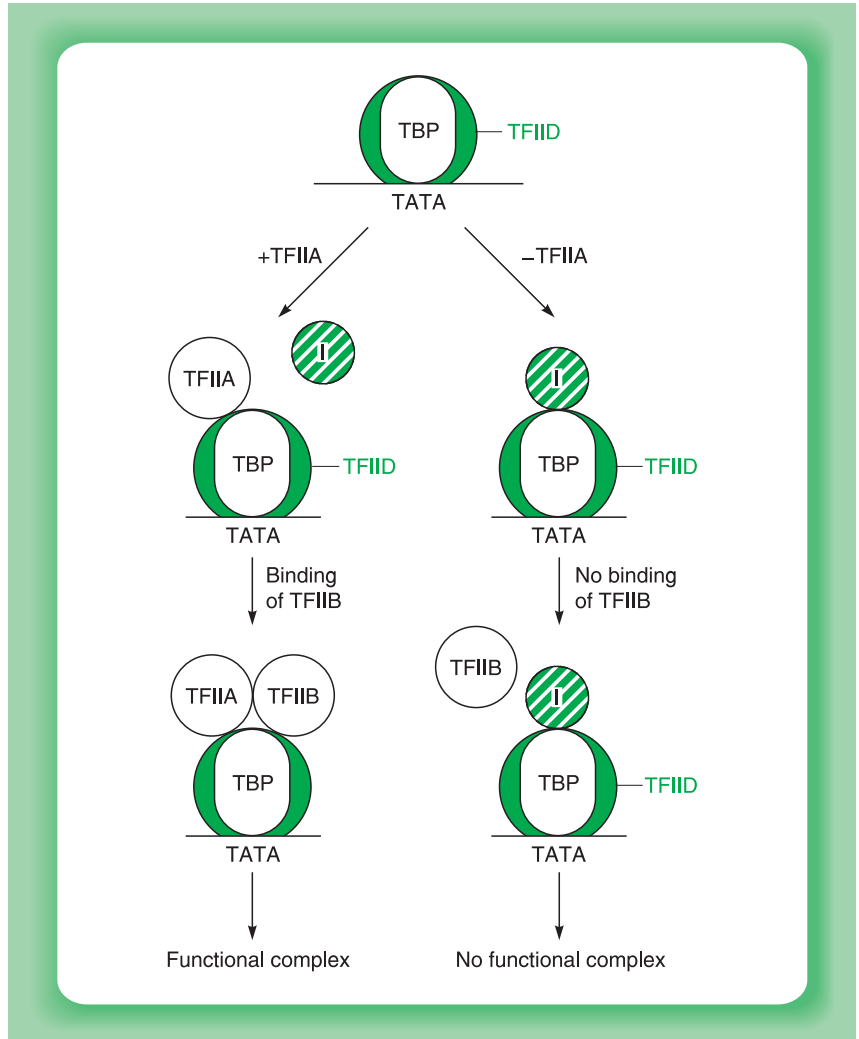 TBP
TFIID
TATA
+TFIIA
–TFIIA
I
TFIIA
TBP
TFIID
TATA
I
TBP
TFIID
TATA
Binding
of TFIIB
No binding
of TFIIB
TFIIA
TFIIB
TBP
TATA
TFIIB
I
TBP
TFIID
TATA
Functional complex
No functional complex